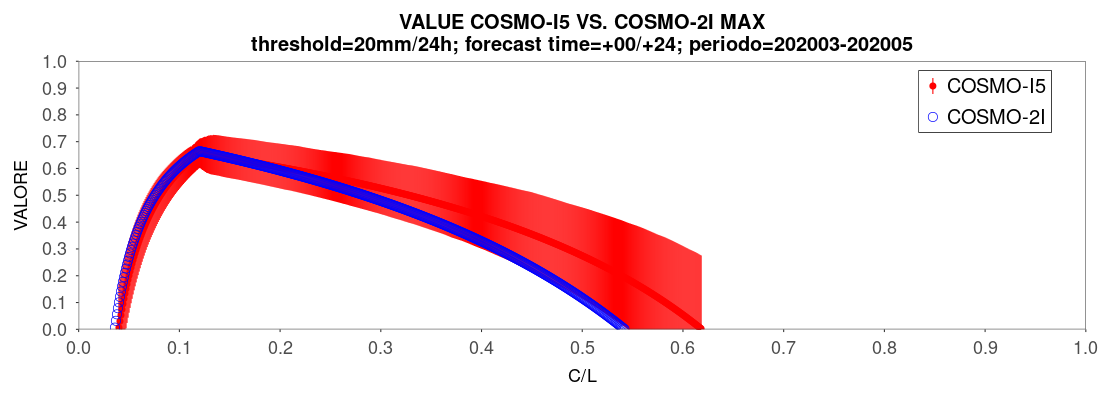 VALUE COSMO-I5 VS. COSMO-2I MAX
threshold=20mm/24h; forecast time=+00/+24; periodo=202003-202005
1.0
0.9
0.8
0.7
0.6
0.5
0.4
0.3
0.2
0.1
0.0
VALORE
COSMO-I5
COSMO-2I
0.0 0.1 0.2 0.3 0.4 0.5 0.6 0.7 0.8 0.9 1.0
C/L